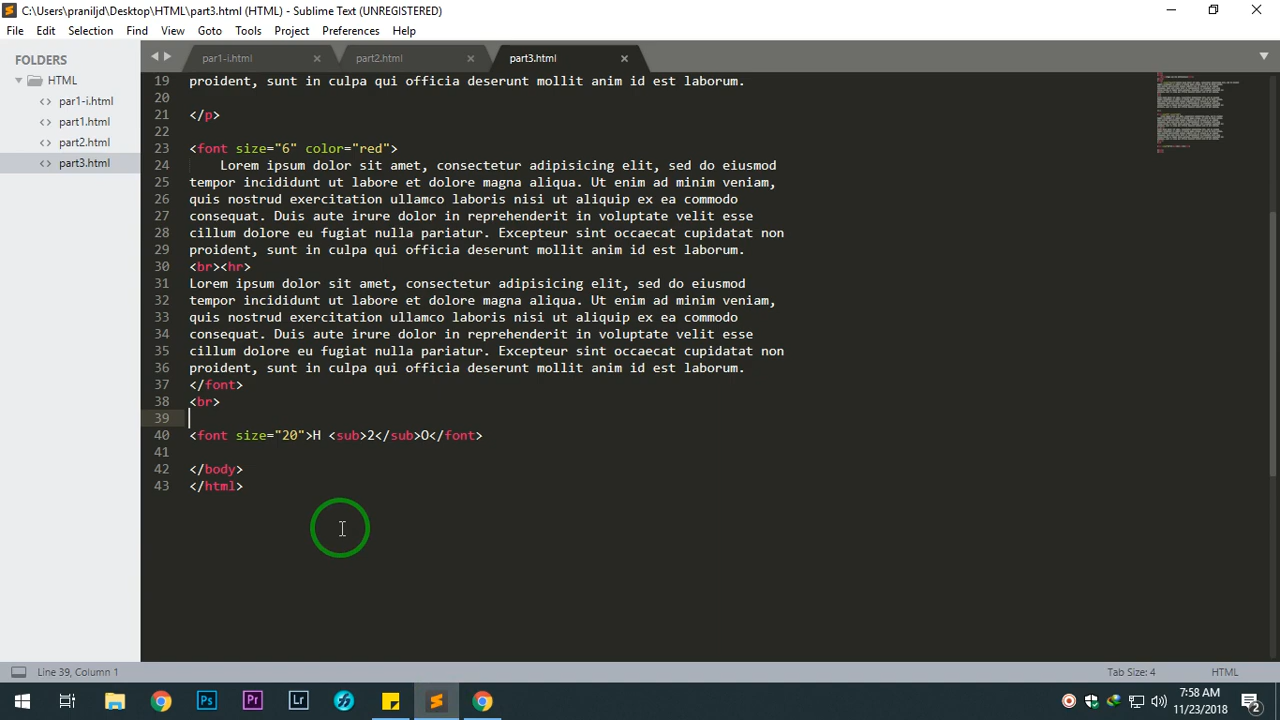 C:\Users\praniljd\Desktop\HTML\part3.html (HTML) - Sublime Text (UNREGISTERED)
File Edit Selection Find View Goto Tools Project Preferences Help
FOLDERS
HTML
par1-i.html
part1.html
part2.html
part3.html
par1-i.html part2.html part3.html
19 proident, sunt in culpa qui officia deserunt mollit anim id est laborum.
20
21 </p>
22
23 <font size="6" color="red">
24 Lorem ipsum dolor sit amet, consectetur adipisicing elit, sed do eiusmod
25 tempor incididunt ut labore et dolore magna aliqua. Ut enim ad minim veniam,
26 quis nostrud exercitation ullamco laboris nisi ut aliquip ex ea commodo
27 consequat. Duis aute irure dolor in reprehenderit in voluptate velit esse
28 cillum dolore eu fugiat nulla pariatur. Excepteur sint occaecat cupidatat non
29 proident, sunt in culpa qui officia deserunt mollit anim id est laborum.
30 <br><hr>
31 Lorem ipsum dolor sit amet, consectetur adipisicing elit, sed do eiusmod
32 tempor incididunt ut labore et dolore magna aliqua. Ut enim ad minim veniam,
33 quis nostrud exercitation ullamco laboris nisi ut aliquip ex ea commodo
34 consequat. Duis aute irure dolor in reprehenderit in voluptate velit esse
35 cillum dolore eu fugiat nulla pariatur. Excepteur sint occaecat cupidatat non
36 proident, sunt in culpa qui officia deserunt mollit anim id est laborum.
37 </font>
38 <br>
39
40 <font size="20">H <sub>2</sub>O</font>
41
42 </body>
43 </html>
Line 39, Column 1 Tab Size: 4 HTML
Ps Pr Lr
7:58 AM
11/23/2018
2